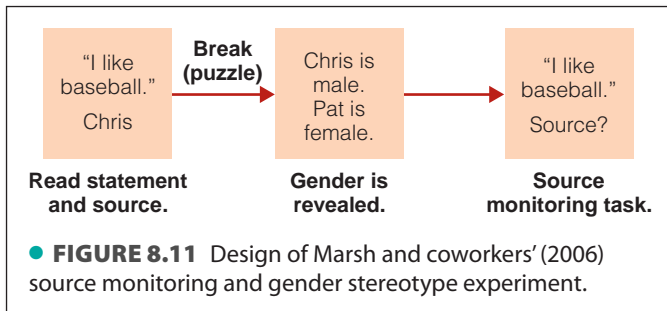 "I like
baseball."
Chris
Break
(puzzle)
Chris is
male.
Pat is
female.
"I like
baseball."
Source?
Read statement
and source.
Gender is
revealed.
Source
monitoring task.
● FIGURE 8.11 Design of Marsh and coworkers' (2006)
source monitoring and gender stereotype experiment.